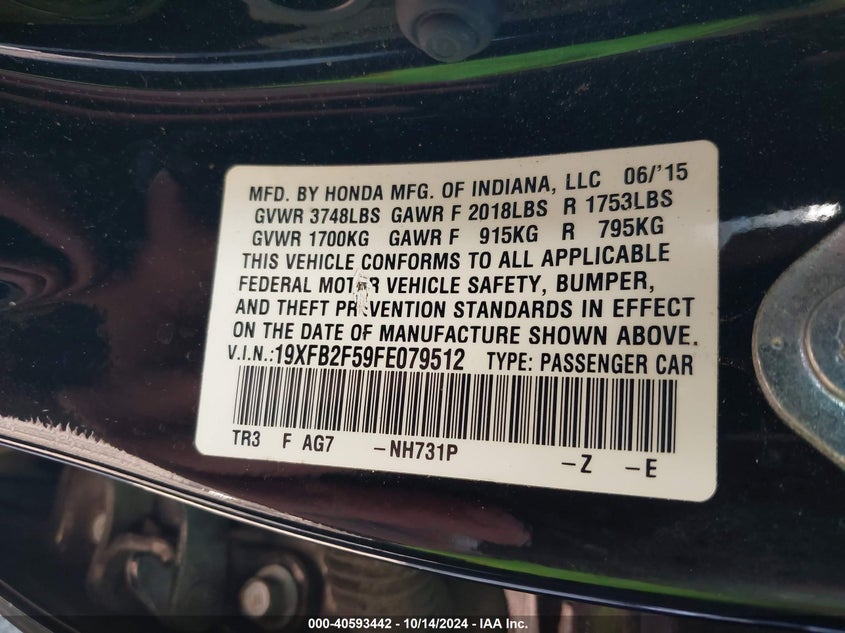 MFD. BY HONDA MFG. OF INDIANA, LLC 06/'15
GVWR 3748LBS GAWR F 2018LBS R 1753LBS
GVWR 1700KG GAWR F 915KG R 795KG
THIS VEHICLE CONFORMS TO ALL APPLICABLE
FEDERAL MOTOR VEHICLE SAFETY, BUMPER,
AND THEFT PREVENTION STANDARDS IN EFFECT
ON THE DATE OF MANUFACTURE SHOWN ABOVE.
V.I.N.:19XFB2F59FE079512 TYPE: PASSENGER CAR
TR3 F AG7 -NH731P -Z -E
000-40593442 - 10/14/2024 - IAA Inc.